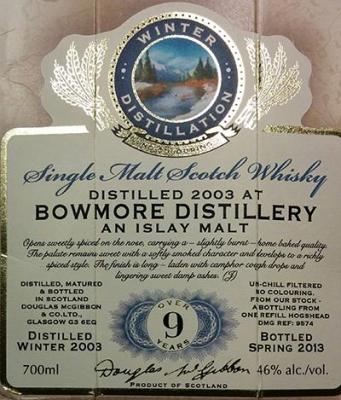 WINTER
DISTILLATION
Single Malt Scotch Whisky
DISTILLED 2003 AT
BOWMORE DISTILLERY
AN ISLAY MALT
Opens sweetly spiced on the nose, carrying a – slightly burnt – home baked quality.
The palate remains sweet with a softly smoked character and develops to a richly
spiced style. The finish is long – laden with camphor cough drops and
lingering sweet damp ashes. (J)
DISTILLED, MATURED
& BOTTLED
IN SCOTLAND
DOUGLAS MCGIBBON
& CO.LTD.,
GLASGOW G3 6EQ
DISTILLED
WINTER 2003
OVER
9
YEARS
UN-CHILL FILTERED
NO COLOURING.
FROM OUR STOCK -
A BOTTLING FROM
ONE REFILL HOGSHEAD
DMG REF: 9574
BOTTLED
SPRING 2013
700ml
Douglas McGibbon
46% alc./vol.
PRODUCT OF SCOTLAND